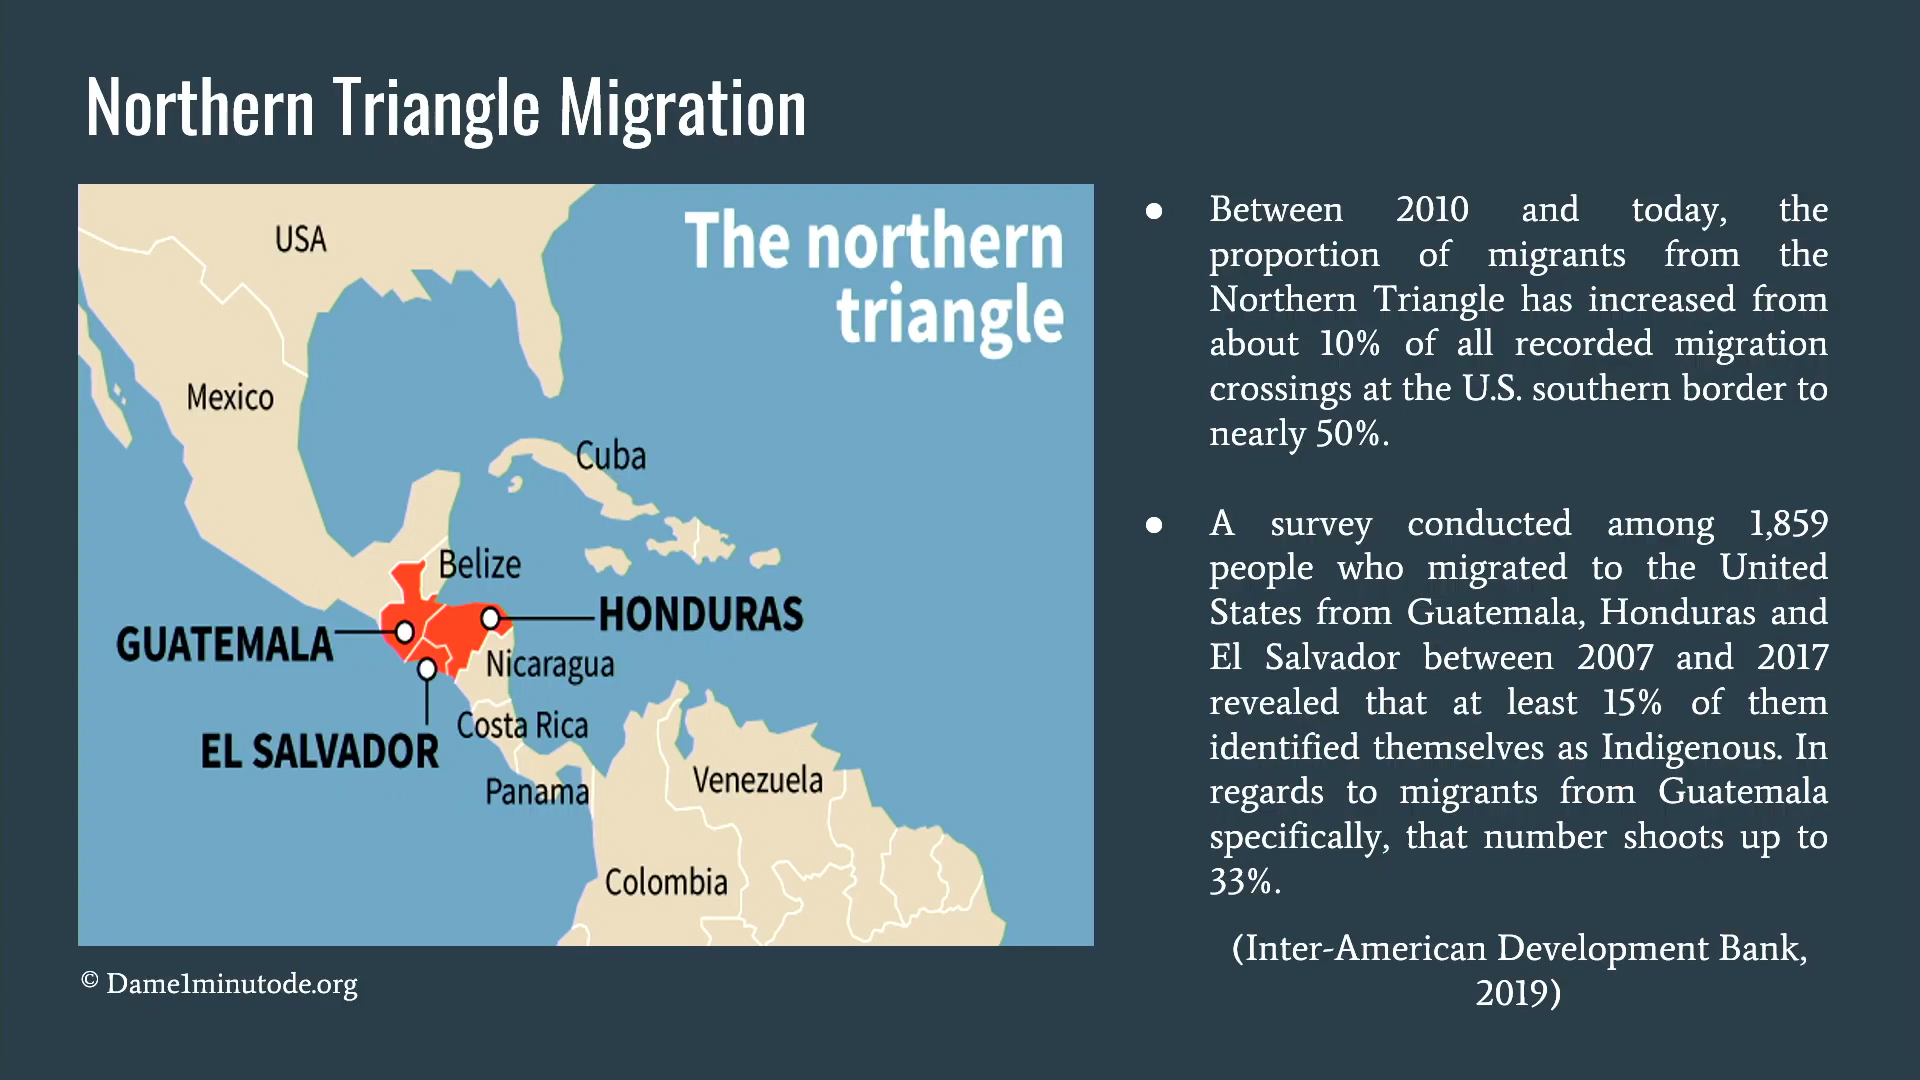 Northern Triangle Migration
The northern
triangle
USA
Mexico
Cuba
Belize
HONDURAS
GUATEMALA
Nicaragua
Costa Rica
EL SALVADOR
Panama
Venezuela
Colombia
© Dame1minutode.org
● Between 2010 and today, the
proportion of migrants from the
Northern Triangle has increased from
about 10% of all recorded migration
crossings at the U.S. southern border to
nearly 50%.
● A survey conducted among 1,859
people who migrated to the United
States from Guatemala, Honduras and
El Salvador between 2007 and 2017
revealed that at least 15% of them
identified themselves as Indigenous. In
regards to migrants from Guatemala
specifically, that number shoots up to
33%.
(Inter-American Development Bank,
2019)